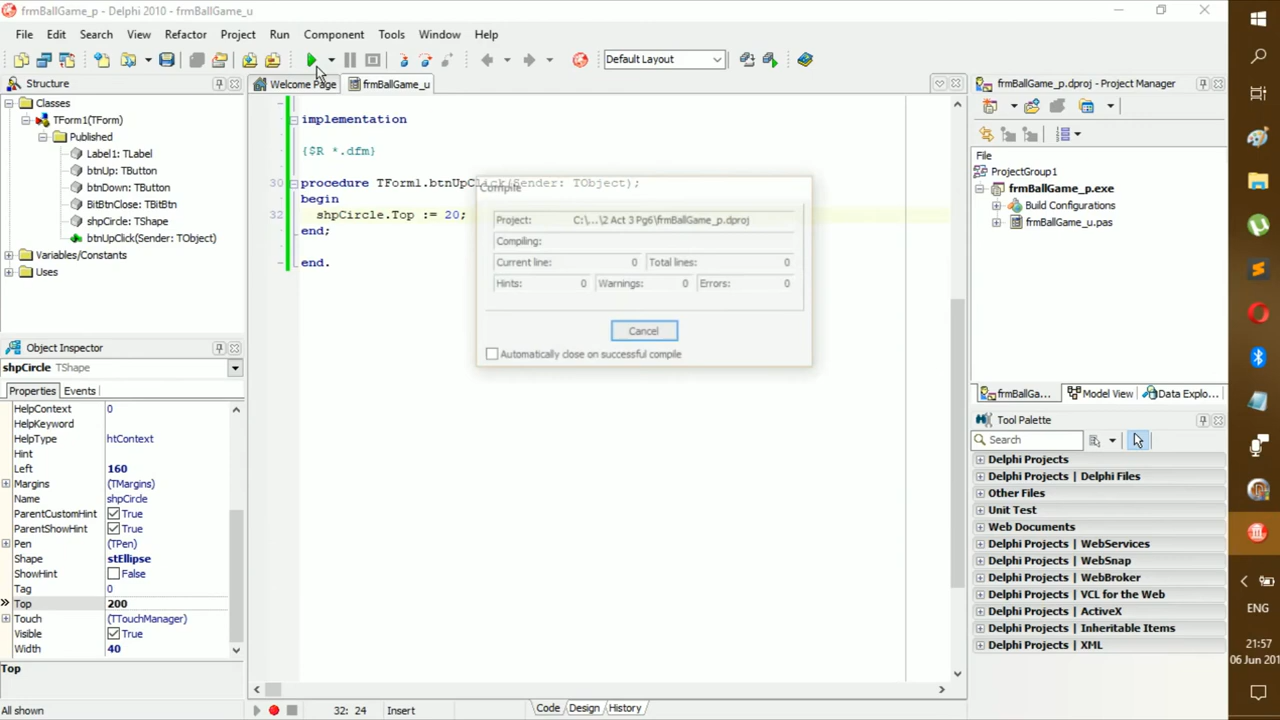 frmBallGame_p - Delphi 2010 - frmBallGame_u
File Edit Search View Refactor Project Run Component Tools Window Help
Default Layout
Structure
Classes
TForm1(TForm)
Published
Label1: TLabel
btnUp: TButton
btnDown: TButton
BitBtnClose: TBitBtn
shpCircle: TShape
btnUpClick(Sender: TObject)
Variables/Constants
Uses
Object Inspector
shpCircle TShape
Properties Events
HelpContext 0
HelpKeyword
HelpType htContext
Hint
Left 160
Margins (TMargins)
Name shpCircle
ParentCustomHint True
ParentShowHint True
Pen (TPen)
Shape stEllipse
ShowHint False
Tag 0
Top 200
Touch (TTouchManager)
Visible True
Width 40
Top
All shown
Welcome Page frmBallGame_u
implementation
{$R *.dfm}
30 procedure TForm1.btnUpClick(Sender: TObject);
begin
32 shpCircle.Top := 20;
end;
end.
Compile
Project: C:\...\2 Act 3 Pg6\frmBallGame_p.dproj
Compiling:
Current line: 0 Total lines: 0
Hints: 0 Warnings: 0 Errors: 0
Cancel
Automatically close on successful compile
32: 24 Insert Code Design History
frmBallGame_p.dproj - Project Manager
File
ProjectGroup1
frmBallGame_p.exe
Build Configurations
frmBallGame_u.pas
frmBallGa... Model View Data Explo...
Tool Palette
Search
Delphi Projects
Delphi Projects | Delphi Files
Other Files
Unit Test
Web Documents
Delphi Projects | WebServices
Delphi Projects | WebSnap
Delphi Projects | WebBroker
Delphi Projects | VCL for the Web
Delphi Projects | ActiveX
Delphi Projects | Inheritable Items
Delphi Projects | XML
ENG
21:57
06 Jun 201